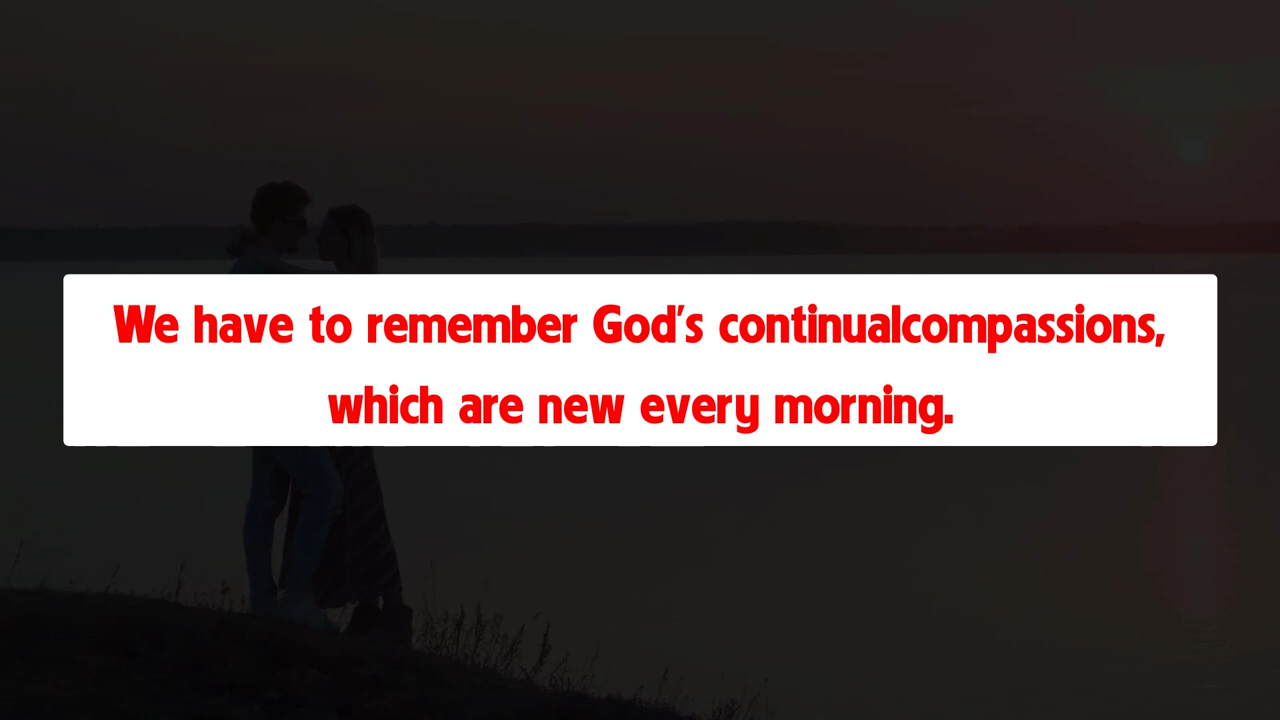 We have to remember God's continualcompassions,
which are new every morning.